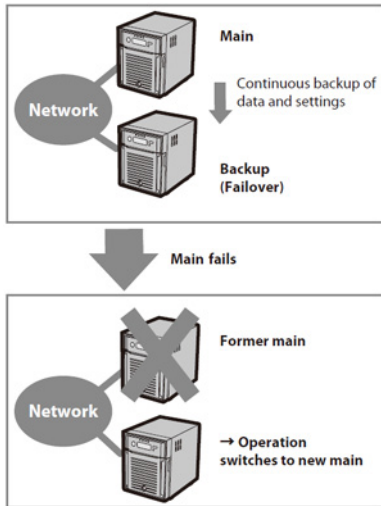 Main
Continuous backup of
data and settings
Network
Backup
(Failover)
Main fails
Former main
Network
→ Operation
switches to new main